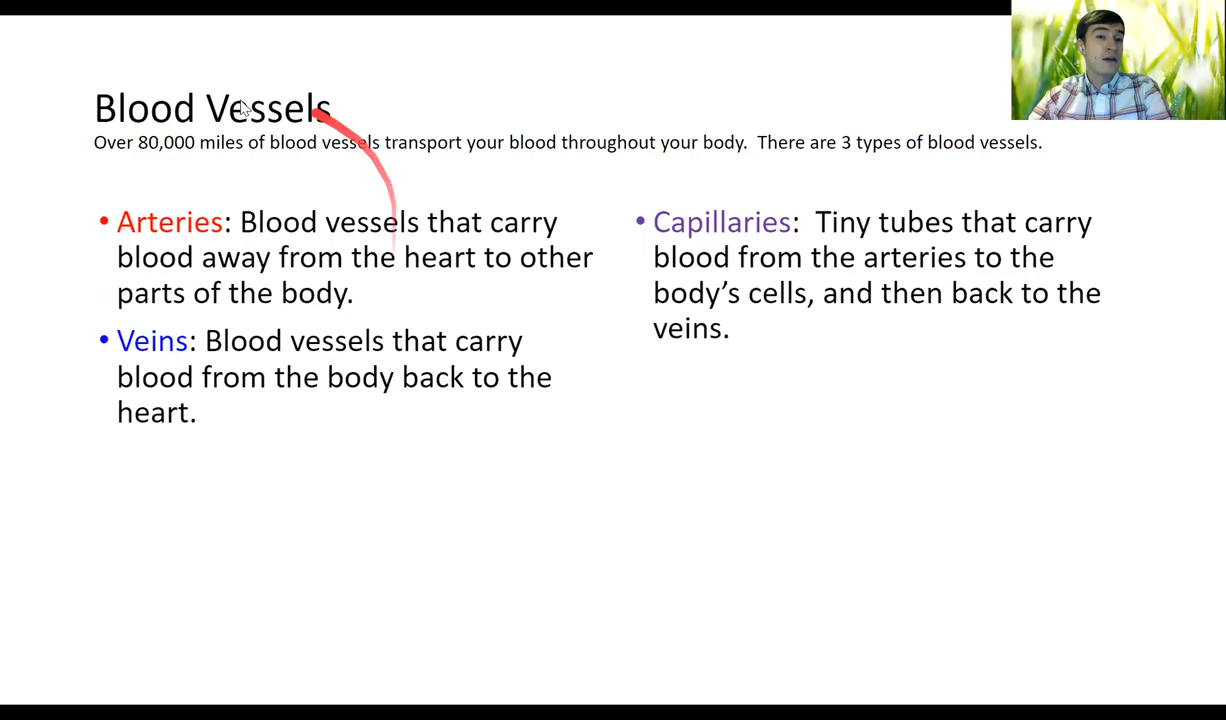 Blood Vessels
Over 80,000 miles of blood vessels transport your blood throughout your body.  There are 3 types of blood vessels.
• Arteries: Blood vessels that carry
blood away from the heart to other
parts of the body.
• Veins: Blood vessels that carry
blood from the body back to the
heart.
• Capillaries:  Tiny tubes that carry
blood from the arteries to the
body’s cells, and then back to the
veins.